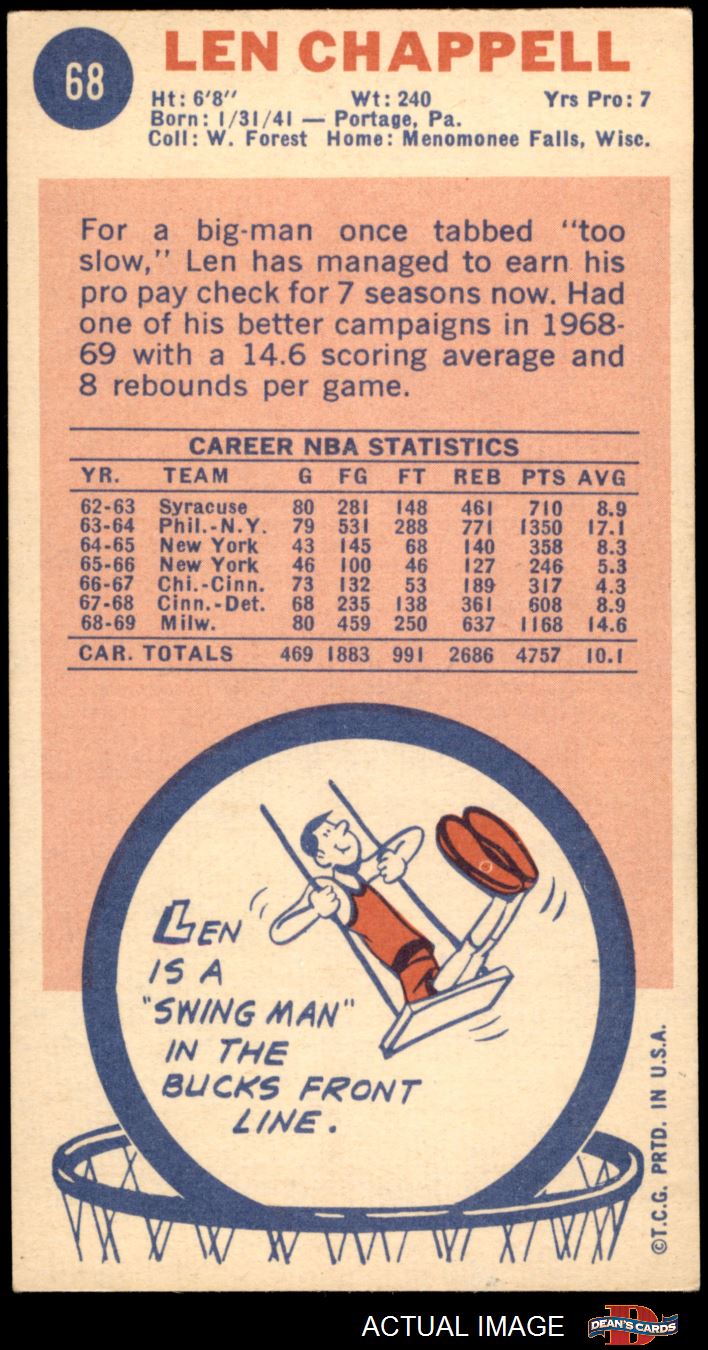 68
LEN CHAPPELL
Ht: 6'8" Wt: 240 Yrs Pro: 7
Born: 1/31/41 — Portage, Pa.
Coll: W. Forest Home: Menomonee Falls, Wisc.
For a big-man once tabbed "too
slow," Len has managed to earn his
pro pay check for 7 seasons now. Had
one of his better campaigns in 1968-
69 with a 14.6 scoring average and
8 rebounds per game.
CAREER NBA STATISTICS
YR. TEAM G FG FT REB PTS AVG
62-63 Syracuse 80 281 148 461 710 8.9
63-64 Phil.-N.Y. 79 531 288 771 1350 17.1
64-65 New York 43 145 68 140 358 8.3
65-66 New York 46 100 46 127 246 5.3
66-67 Chi.-Cinn. 73 132 53 189 317 4.3
67-68 Cinn.-Det. 68 235 138 361 608 8.9
68-69 Milw. 80 459 250 637 1168 14.6
CAR. TOTALS 469 1883 991 2686 4757 10.1
LEN
IS A
"SWING MAN"
IN THE
BUCKS FRONT
LINE.
©T.C.G. PRTD. IN U.S.A.
ACTUAL IMAGE
D
DEAN'S CARDS